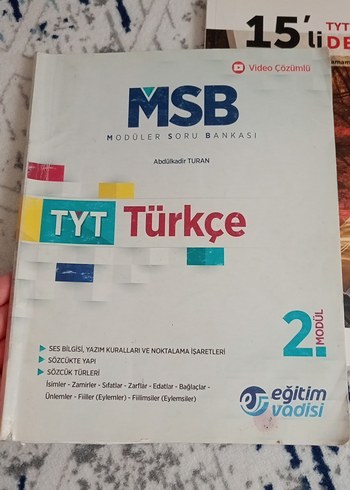 15'li TYT
DE
Video Çözümlü
MSB
MODÜLER SORU BANKASI
Abdülkadir TURAN
TYT Türkçe
2. MODÜL
SES BİLGİSİ, YAZIM KURALLARI VE NOKTALAMA İŞARETLERİ
SÖZCÜKTE YAPI
SÖZCÜK TÜRLERİ
İsimler - Zamirler - Sıfatlar - Zarflar - Edatlar - Bağlaçlar -
Ünlemler - Fiiller (Eylemler) - Fiilimsiler (Eylemsiler)
eğitim
vadisi